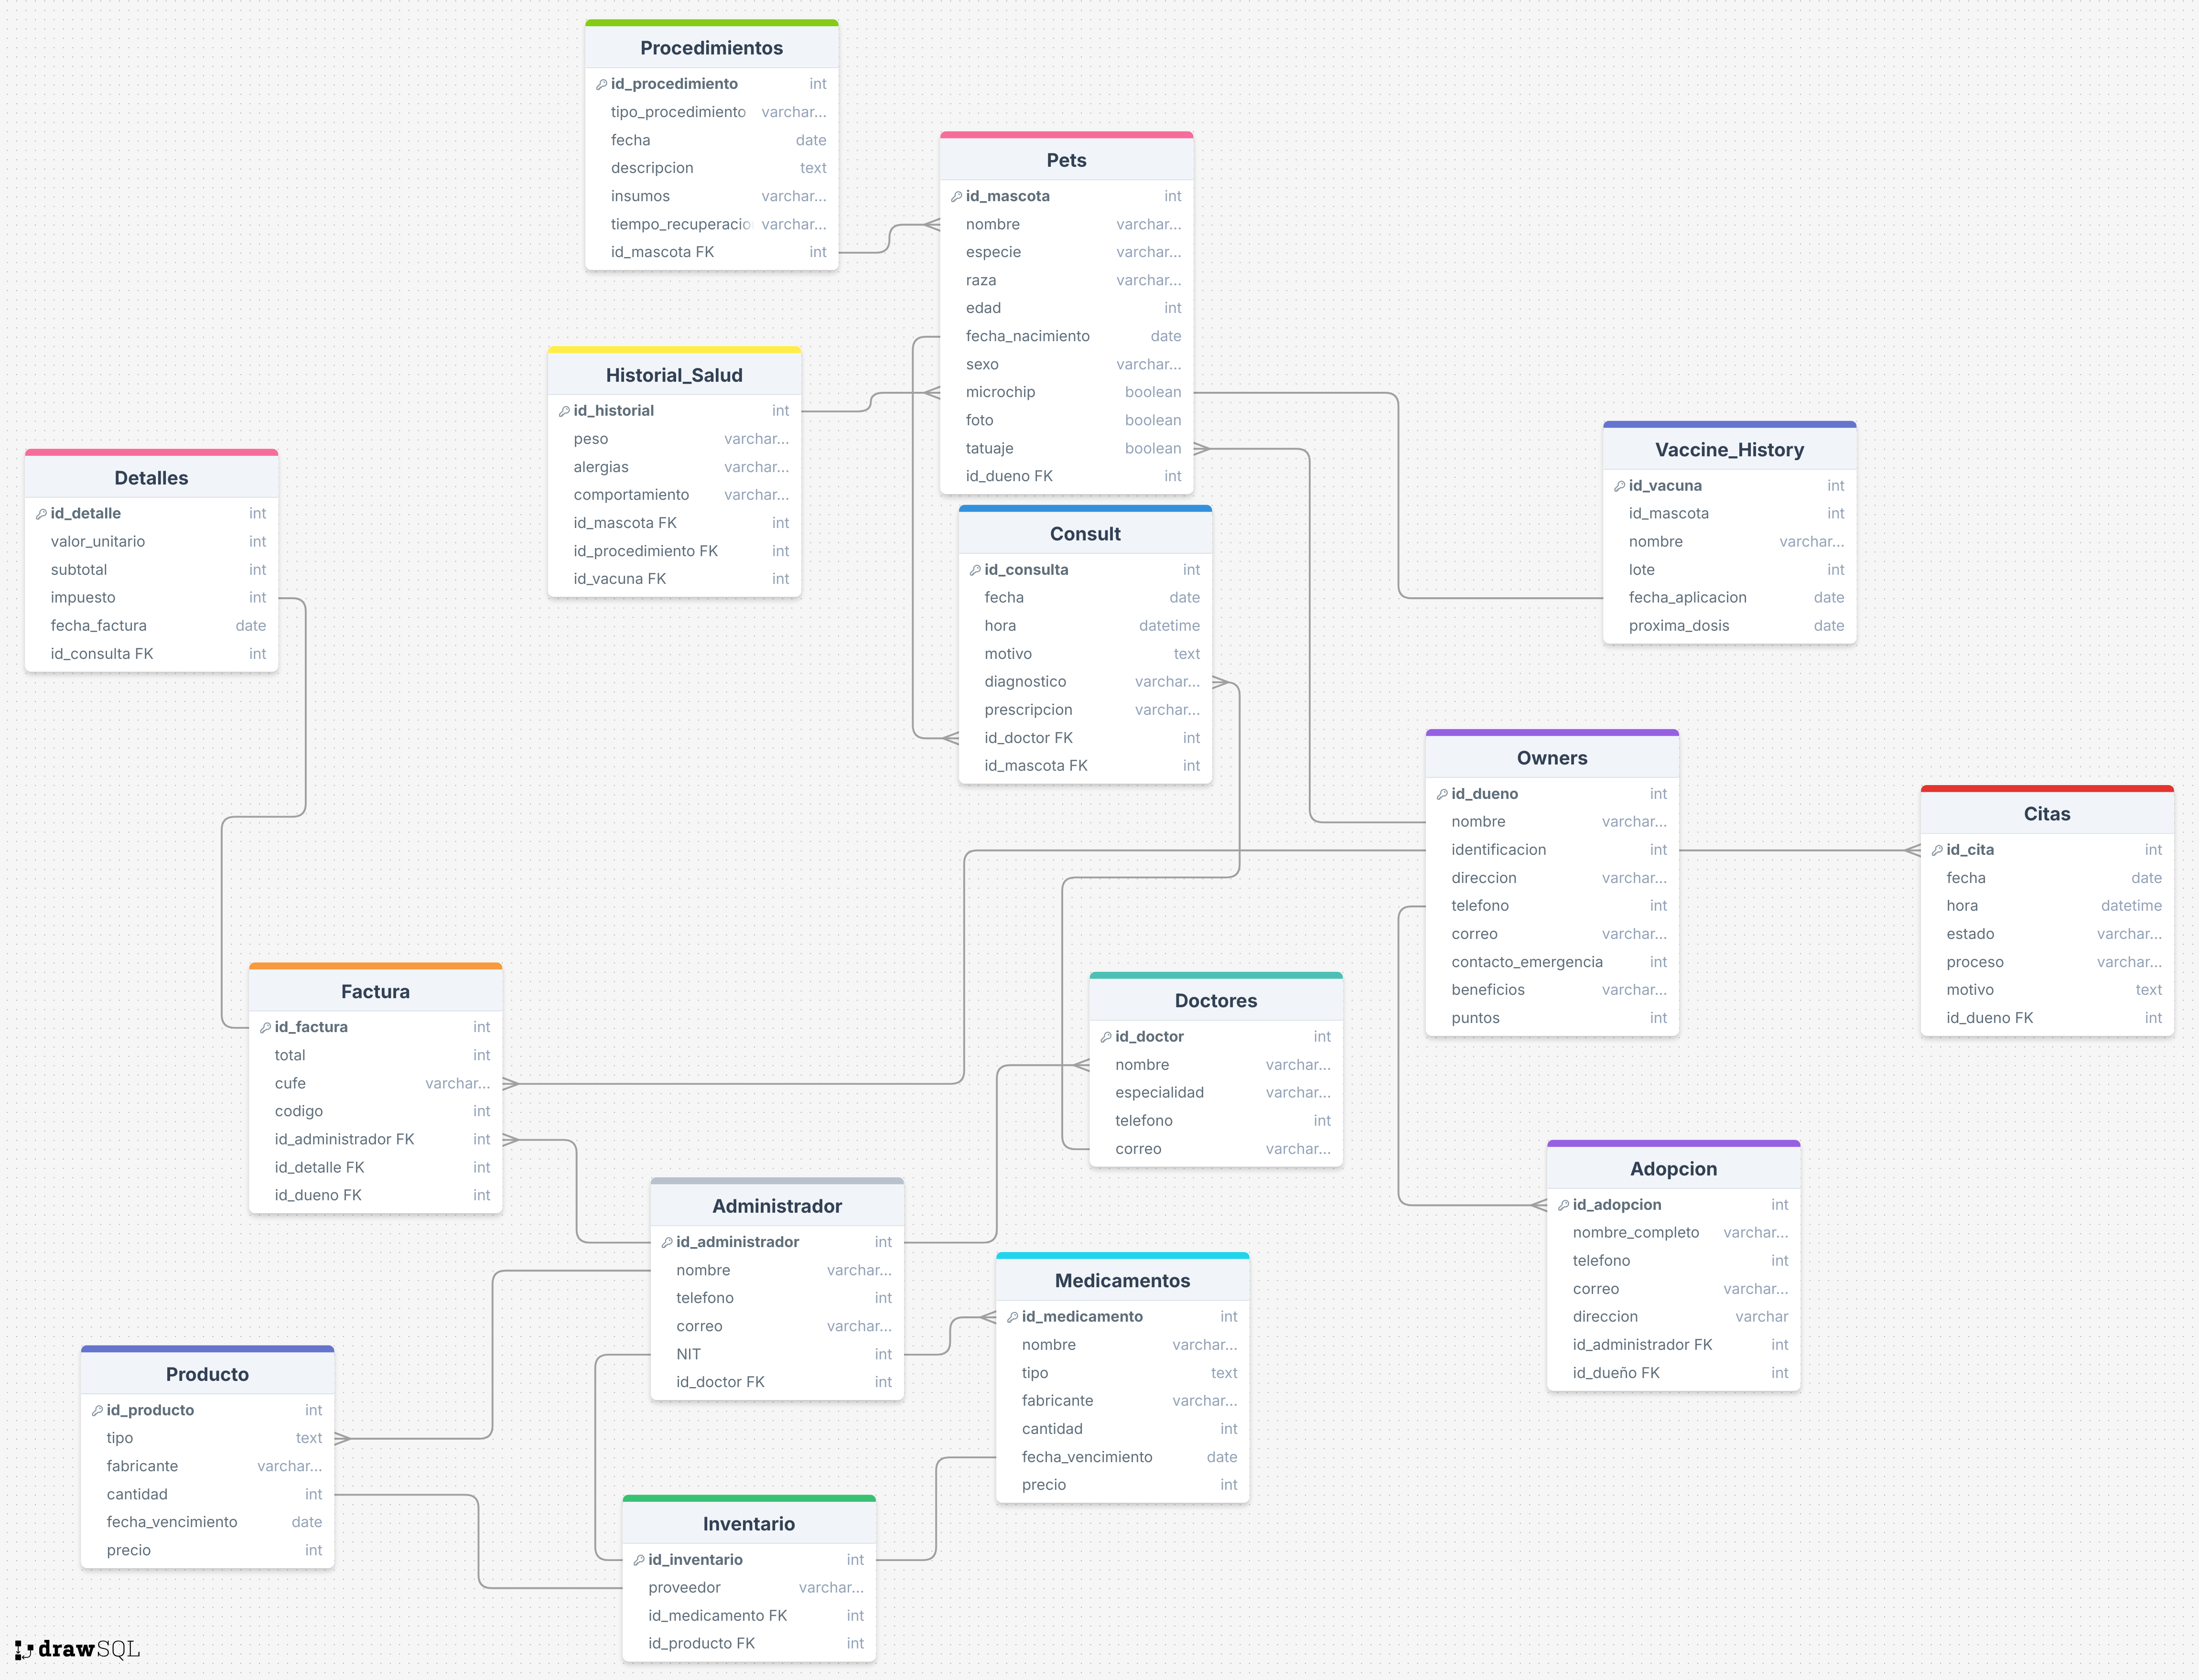 Procedimientos
id_procedimiento int
tipo_procedimiento varchar...
fecha date
descripcion text
insumos varchar...
tiempo_recuperacio varchar...
id_mascota FK int
Pets
id_mascota int
nombre varchar...
especie varchar...
raza varchar...
edad int
fecha_nacimiento date
sexo varchar...
microchip boolean
foto boolean
tatuaje boolean
id_dueno FK int
Historial_Salud
id_historial int
peso varchar...
alergias varchar...
comportamiento varchar...
id_mascota FK int
id_procedimiento FK int
id_vacuna FK int
Vaccine_History
id_vacuna int
id_mascota int
nombre varchar...
lote int
fecha_aplicacion date
proxima_dosis date
Detalles
id_detalle int
valor_unitario int
subtotal int
impuesto int
fecha_factura date
id_consulta FK int
Consult
id_consulta int
fecha date
hora datetime
motivo text
diagnostico varchar...
prescripcion varchar...
id_doctor FK int
id_mascota FK int
Owners
id_dueno int
nombre varchar...
identificacion int
direccion varchar...
telefono int
correo varchar...
contacto_emergencia int
beneficios varchar...
puntos int
Citas
id_cita int
fecha date
hora datetime
estado varchar...
proceso varchar...
motivo text
id_dueno FK int
Factura
id_factura int
total int
cufe varchar...
codigo int
id_administrador FK int
id_detalle FK int
id_dueno FK int
Doctores
id_doctor int
nombre varchar...
especialidad varchar...
telefono int
correo varchar...
Adopcion
id_adopcion int
nombre_completo varchar...
telefono int
correo varchar...
direccion varchar
id_administrador FK int
id_dueño FK int
Administrador
id_administrador int
nombre varchar...
telefono int
correo varchar...
NIT int
id_doctor FK int
Medicamentos
id_medicamento int
nombre varchar...
tipo text
fabricante varchar...
cantidad int
fecha_vencimiento date
precio int
Producto
id_producto int
tipo text
fabricante varchar...
cantidad int
fecha_vencimiento date
precio int
Inventario
id_inventario int
proveedor varchar...
id_medicamento FK int
id_producto FK int
drawSQL